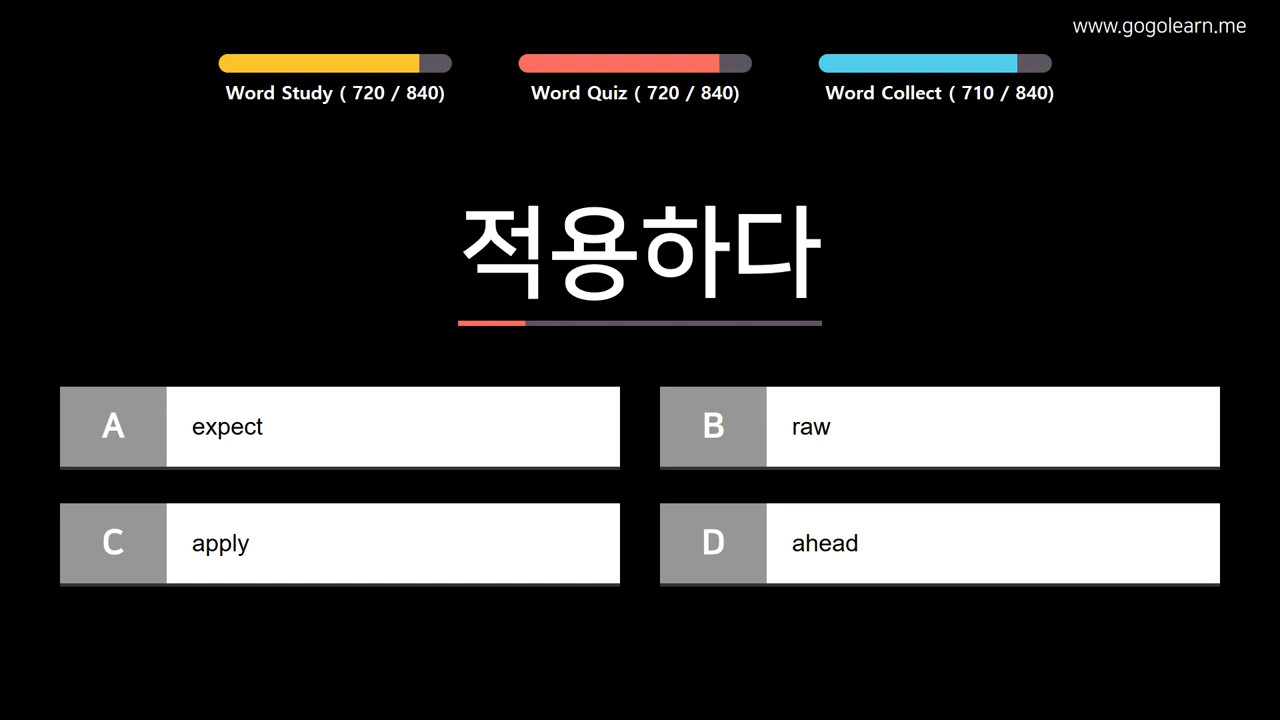 www.gogolearn.me
Word Study ( 720 / 840)
Word Quiz ( 720 / 840)
Word Collect ( 710 / 840)
적용하다
A expect
B raw
C apply
D ahead